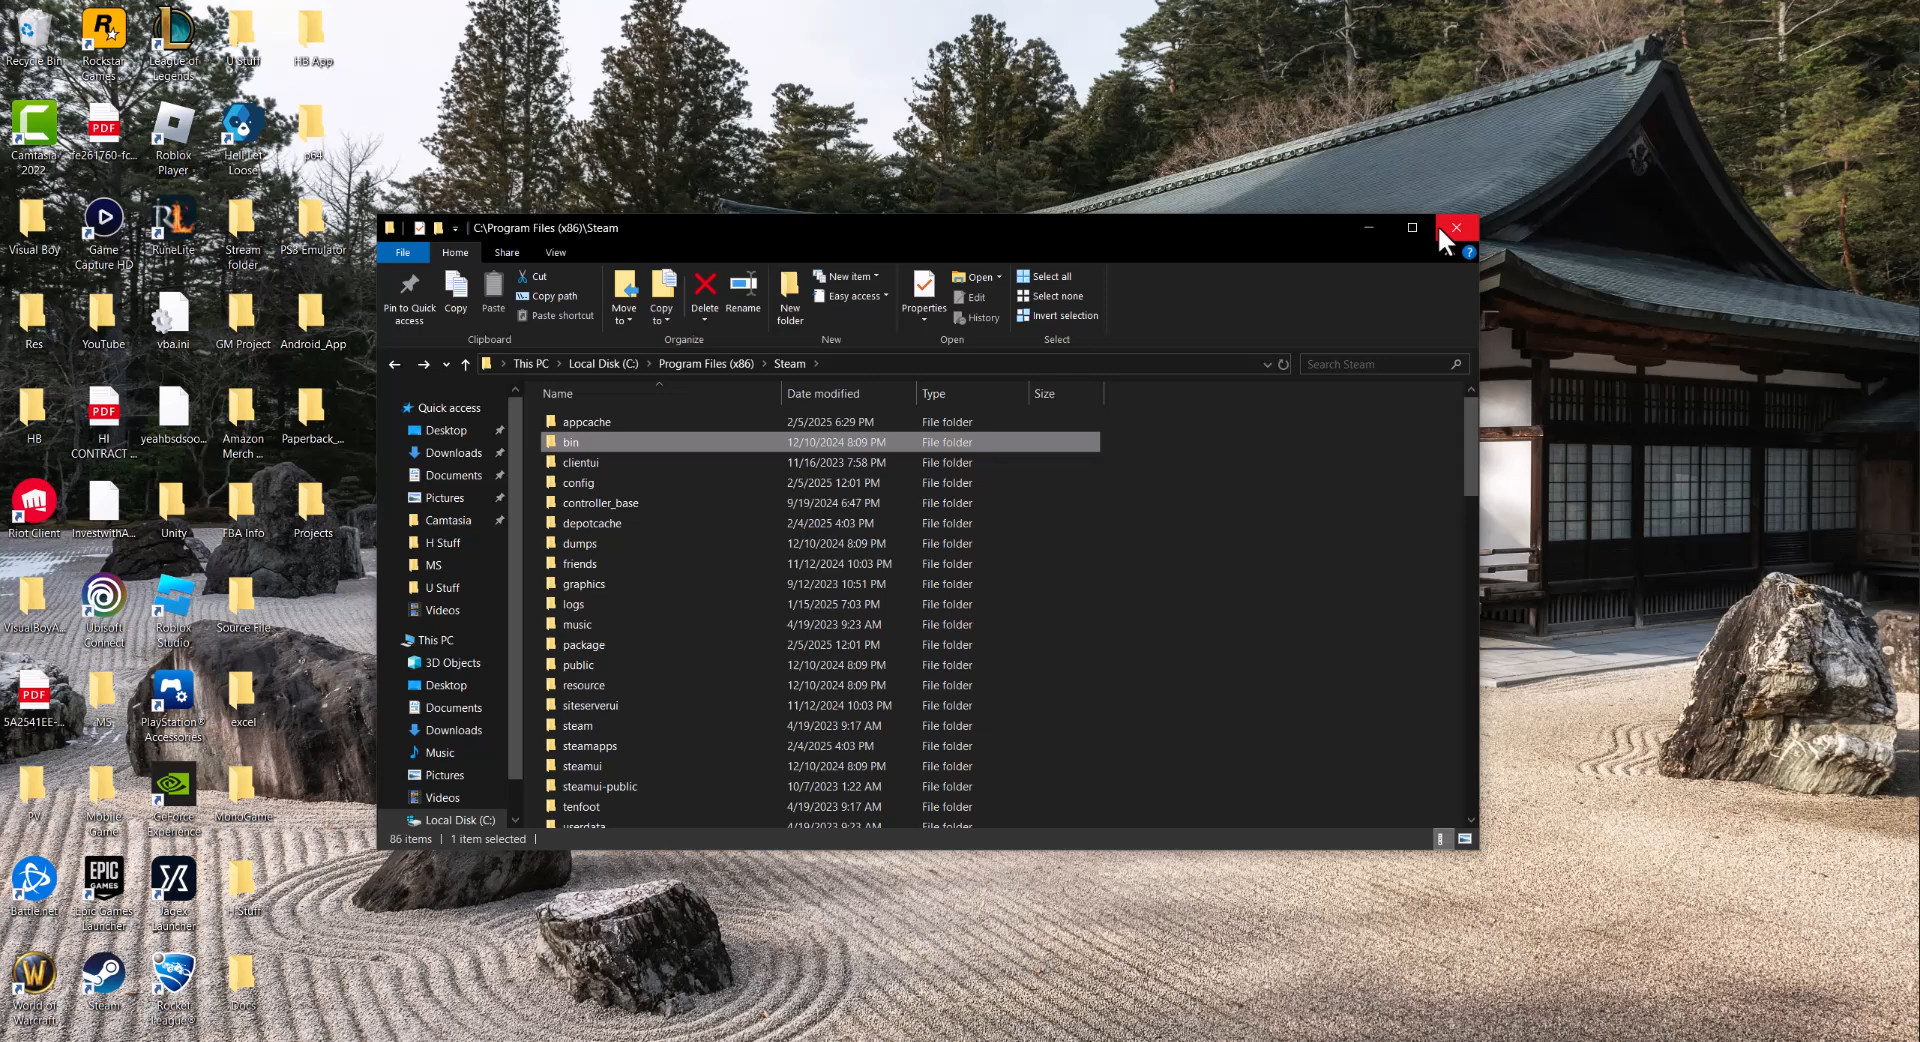 Recycle Bin
Rockstar Games ...
League of Legends
U Stuff
HB App
Camtasia 2022
PDF
fe261760-fc...
Roblox Player
Hell Let Loose
p64
Visual Boy
Game Capture HD
RuneLite
Stream folder
PS3 Emulator
Res
YouTube
vba.ini
GM Project
Android_App
HB
PDF
HI CONTRACT ...
yeahbsdsoo...
Amazon Merch ...
Paperback_...
Riot Client
InvestwithA...
Unity
FBA Info
Projects
VisualBoyA...
Ubisoft Connect
Roblox Studio
Source File
PDF
5A2541EE-...
MS
PlayStation® Accessories
excel
PV
Mobile Game
GeForce Experience
MonoGame
Battle.net
EPIC GAMES
Epic Games Launcher
Jagex Launcher
H Stuff
World of Warcraft
Steam
Rocket League®
Docs
C:\Program Files (x86)\Steam
File Home Share View
Pin to Quick access
Copy
Paste
Cut
Copy path
Paste shortcut
Clipboard
Move to
Copy to
Delete
Rename
Organize
New folder
New item
Easy access
New
Properties
Open
Edit
History
Open
Select all
Select none
Invert selection
Select
This PC > Local Disk (C:) > Program Files (x86) > Steam >
Search Steam
Quick access
Desktop
Downloads
Documents
Pictures
Camtasia
H Stuff
MS
U Stuff
Videos
This PC
3D Objects
Desktop
Documents
Downloads
Music
Pictures
Videos
Local Disk (C:)
Name Date modified Type Size
appcache 2/5/2025 6:29 PM File folder
bin 12/10/2024 8:09 PM File folder
clientui 11/16/2023 7:58 PM File folder
config 2/5/2025 12:01 PM File folder
controller_base 9/19/2024 6:47 PM File folder
depotcache 2/4/2025 4:03 PM File folder
dumps 12/10/2024 8:09 PM File folder
friends 11/12/2024 10:03 PM File folder
graphics 9/12/2023 10:51 PM File folder
logs 1/15/2025 7:03 PM File folder
music 4/19/2023 9:23 AM File folder
package 2/5/2025 12:01 PM File folder
public 12/10/2024 8:09 PM File folder
resource 12/10/2024 8:09 PM File folder
siteserverui 11/12/2024 10:03 PM File folder
steam 4/19/2023 9:17 AM File folder
steamapps 2/4/2025 4:03 PM File folder
steamui 12/10/2024 8:09 PM File folder
steamui-public 10/7/2023 1:22 AM File folder
tenfoot 4/19/2023 9:17 AM File folder
userdata 4/19/2023 9:23 AM File folder
86 items 1 item selected